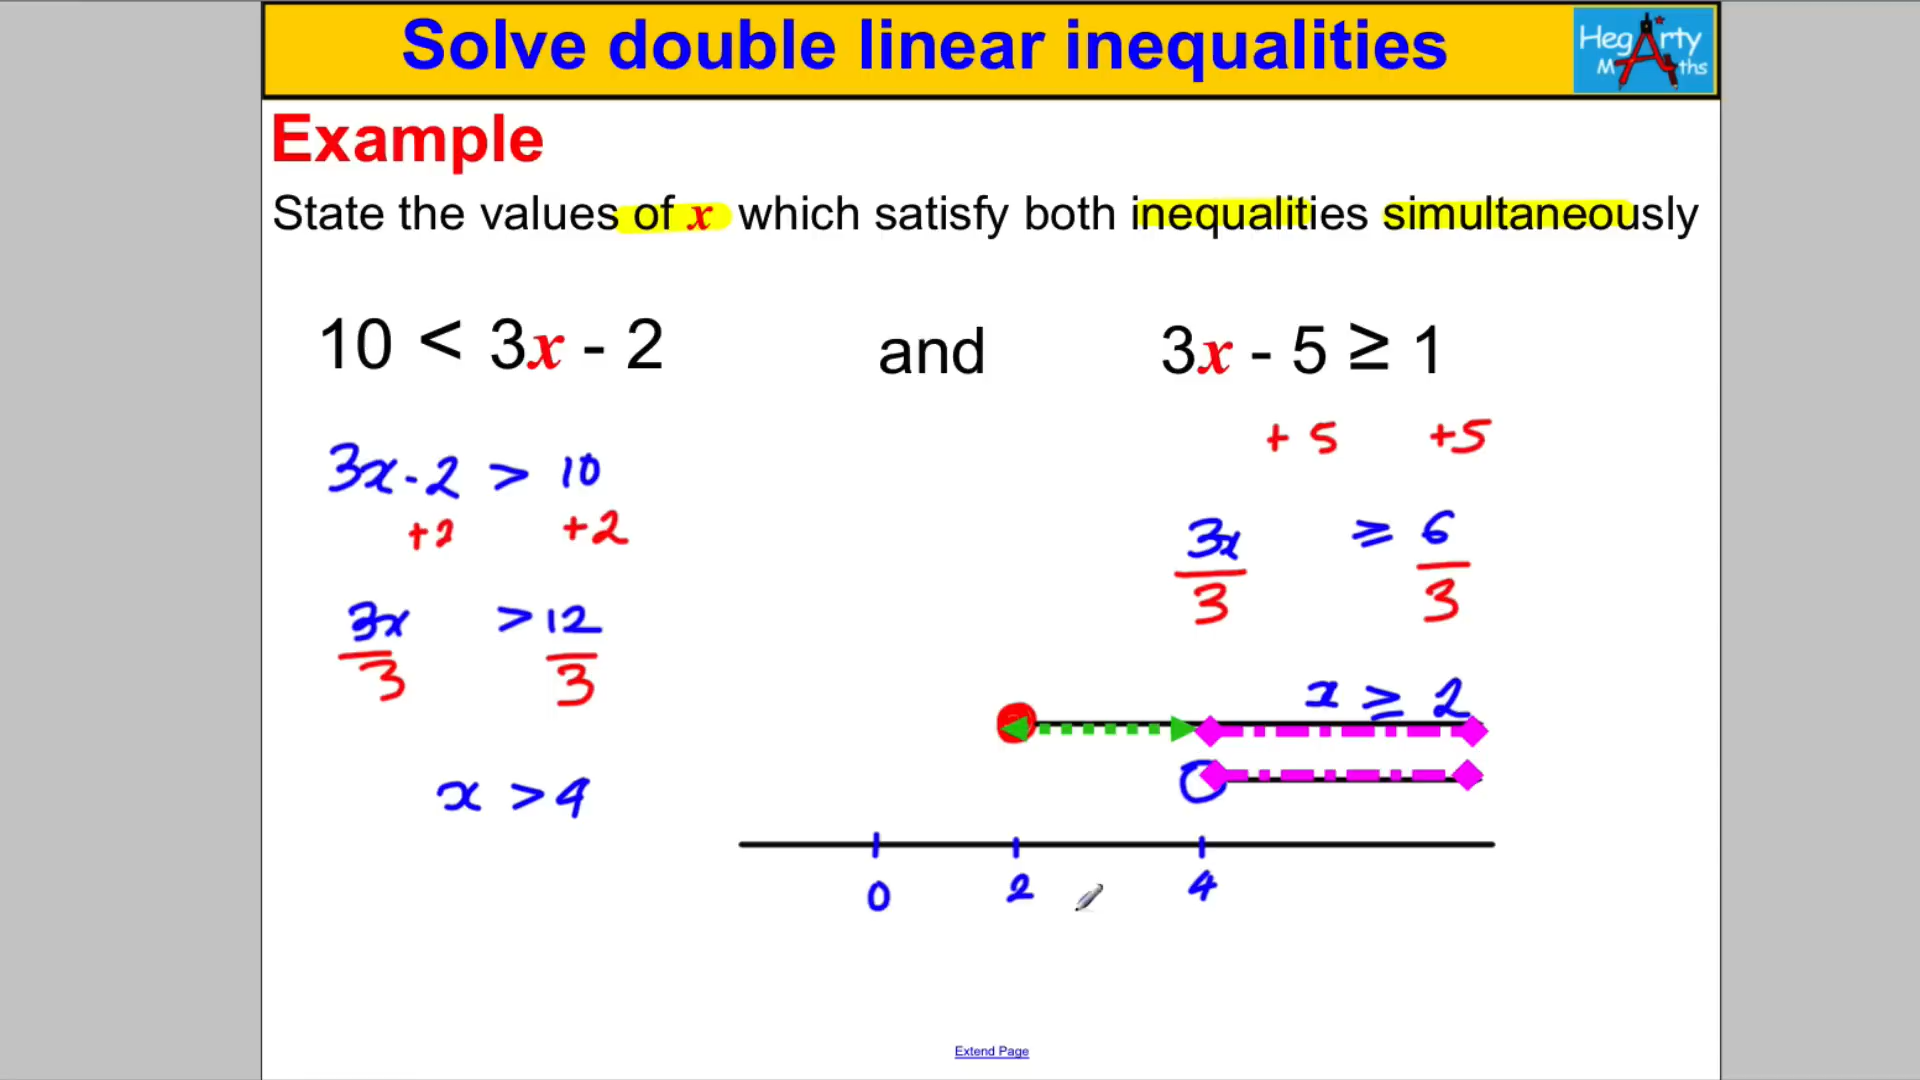 Solve double linear inequalities
HegArty
MAths
Example
State the values of x which satisfy both inequalities simultaneously
10 < 3x - 2 and 3x - 5 ≥ 1
+ 5 +5
3x - 2 > 10
+2 +2
3x ≥ 6
3 3
3x > 12
3 3
x ≥ 2
x > 4
0 2 4
Extend Page